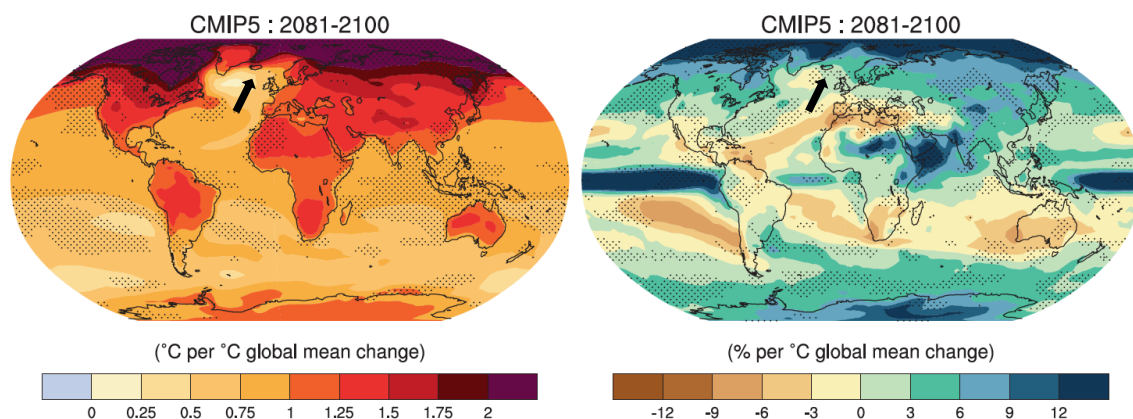 CMIP5 : 2081-2100
CMIP5 : 2081-2100
(°C per °C global mean change)
(% per °C global mean change)
0 0.25 0.5 0.75 1 1.25 1.5 1.75 2
-12 -9 -6 -3 0 3 6 9 12